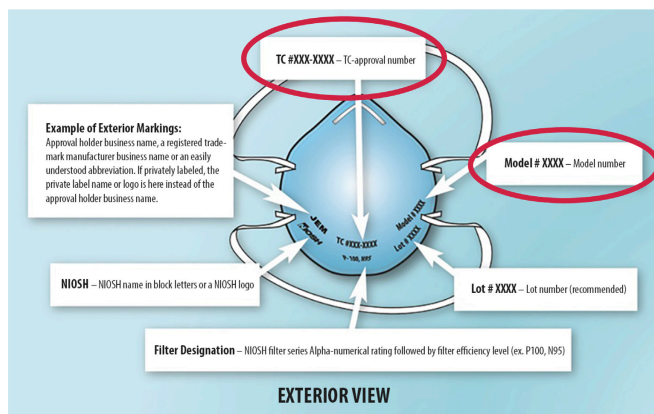 TC #XXX-XXXX – TC-approval number
Example of Exterior Markings:
Approval holder business name, a registered trade-
mark manufacturer business name or an easily
understood abbreviation. If privately labeled, the
private label name or logo is here instead of the
approval holder business name.
Model # XXXX – Model number
JEM
NIOSH
TC #XXX-XXXX
Model # XXXX
Lot # XXXX
P-100, N95
NIOSH – NIOSH name in block letters or a NIOSH logo
Lot # XXXX – Lot number (recommended)
Filter Designation – NIOSH filter series Alpha-numerical rating followed by filter efficiency level (ex. P100, N95)
EXTERIOR VIEW